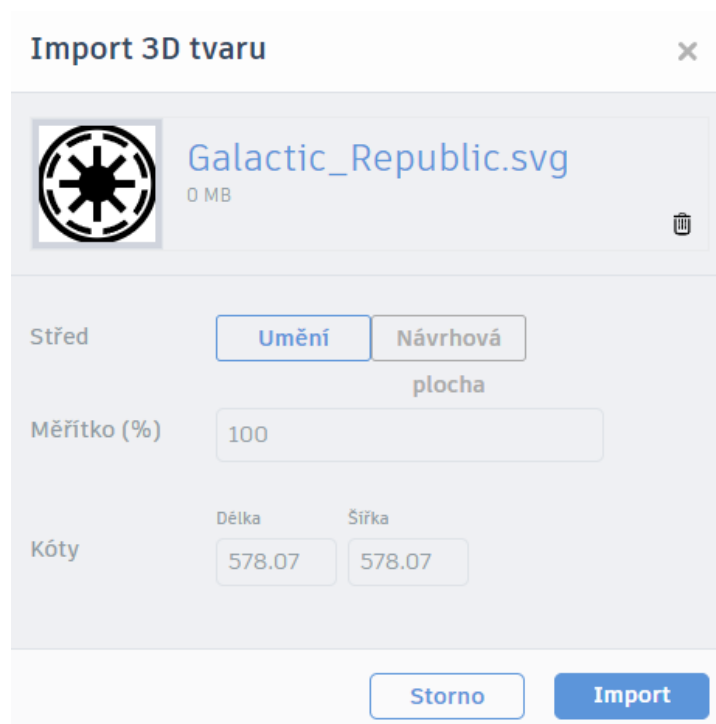 Import 3D tvaru
Galactic_Republic.svg
0 MB
Střed
Umění
Návrhová
plocha
Měřítko (%)
100
Délka
Šířka
Kóty
578.07
578.07
Storno
Import